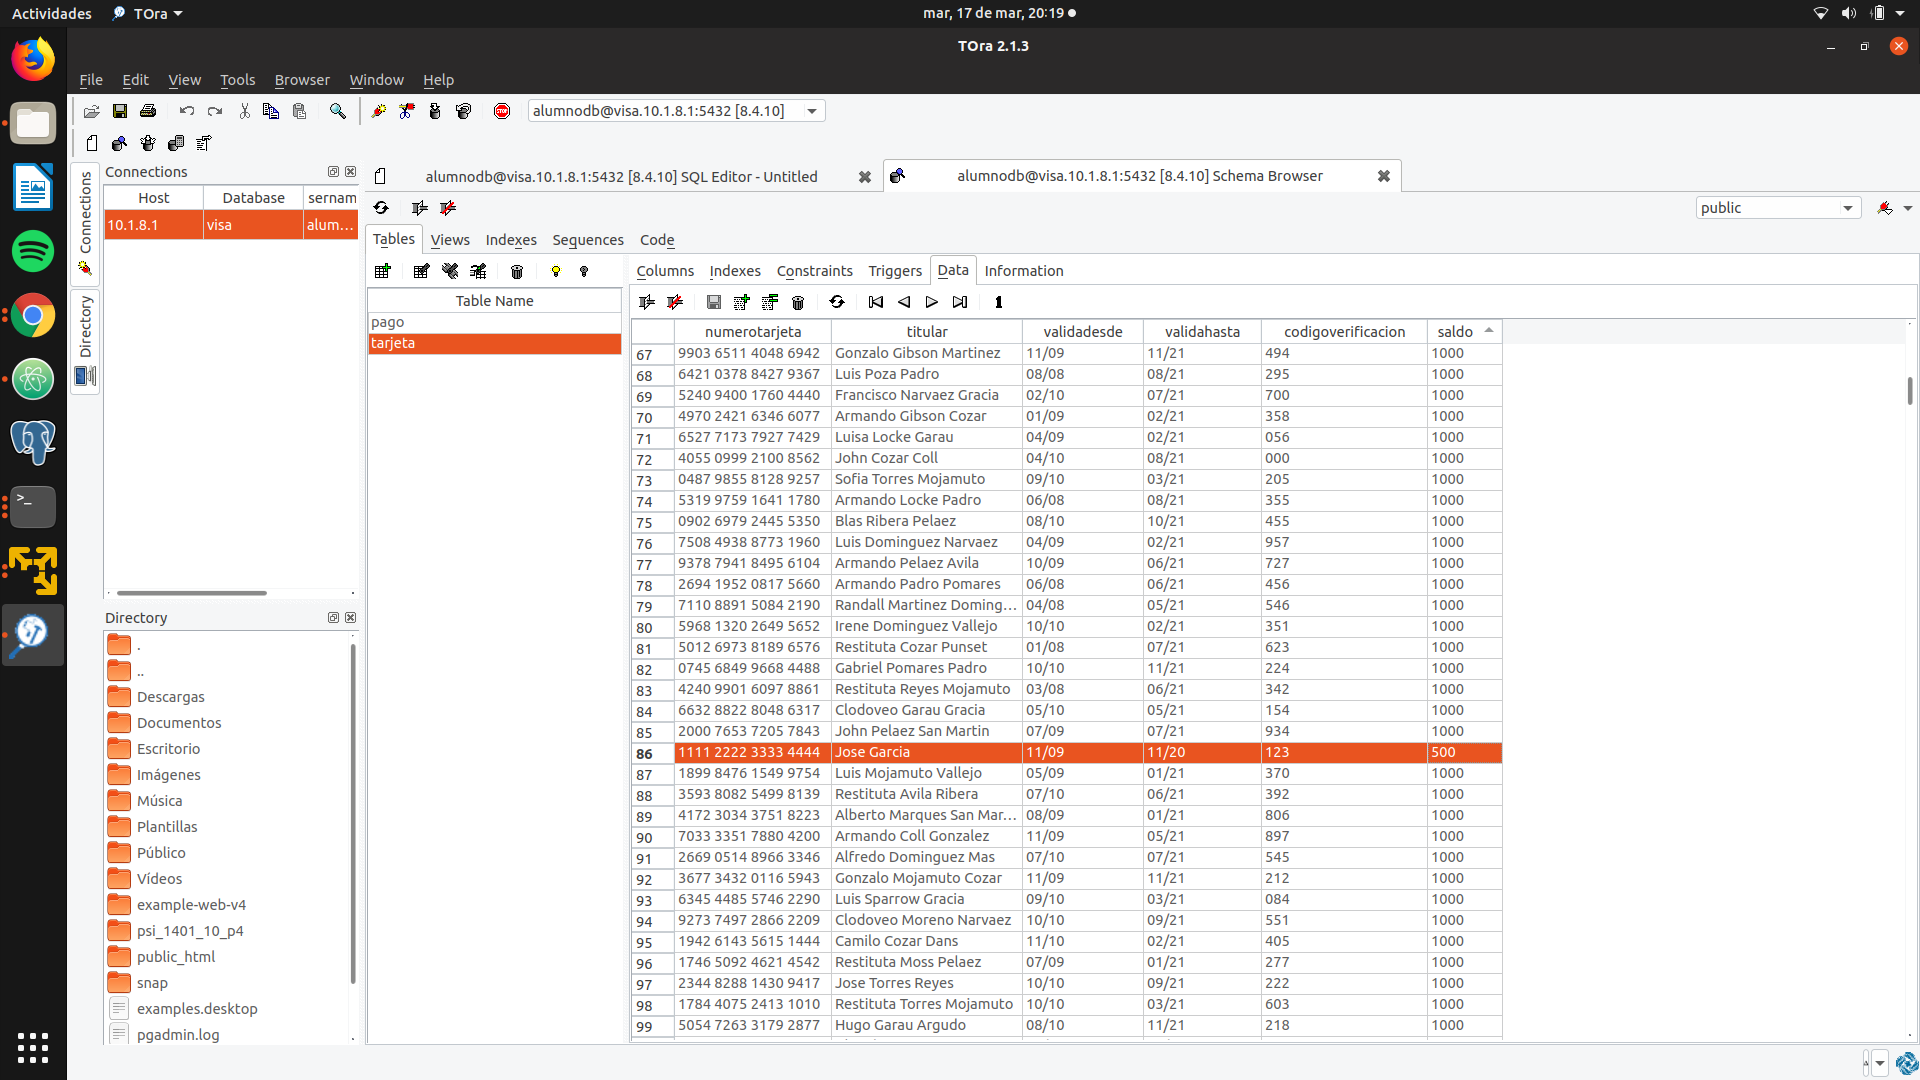 Actividades TOra mar, 17 de mar, 20:19
TOra 2.1.3
File Edit View Tools Browser Window Help
alumnodb@visa.10.1.8.1:5432 [8.4.10]
Connections
Directory
Connections
Host Database sernam
10.1.8.1 visa alum...
alumnodb@visa.10.1.8.1:5432 [8.4.10] SQL Editor - Untitled
alumnodb@visa.10.1.8.1:5432 [8.4.10] Schema Browser
public
Tables Views Indexes Sequences Code
Table Name
pago
tarjeta
Columns Indexes Constraints Triggers Data Information
1
numerotarjeta titular validadesde validahasta codigoverificacion saldo
67 9903 6511 4048 6942 Gonzalo Gibson Martinez 11/09 11/21 494 1000
68 6421 0378 8427 9367 Luis Poza Padro 08/08 08/21 295 1000
69 5240 9400 1760 4440 Francisco Narvaez Gracia 02/10 07/21 700 1000
70 4970 2421 6346 6077 Armando Gibson Cozar 01/09 02/21 358 1000
71 6527 7173 7927 7429 Luisa Locke Garau 04/09 02/21 056 1000
72 4055 0999 2100 8562 John Cozar Coll 04/10 08/21 000 1000
73 0487 9855 8128 9257 Sofia Torres Mojamuto 09/10 03/21 205 1000
74 5319 9759 1641 1780 Armando Locke Padro 06/08 08/21 355 1000
75 0902 6979 2445 5350 Blas Ribera Pelaez 08/10 10/21 455 1000
76 7508 4938 8773 1960 Luis Dominguez Narvaez 04/09 02/21 957 1000
77 9378 7941 8495 6104 Armando Pelaez Avila 10/09 06/21 727 1000
78 2694 1952 0817 5660 Armando Padro Pomares 06/08 06/21 456 1000
79 7110 8891 5084 2190 Randall Martinez Doming... 04/08 05/21 546 1000
80 5968 1320 2649 5652 Irene Dominguez Vallejo 10/10 02/21 351 1000
81 5012 6973 8189 6576 Restituta Cozar Punset 01/08 07/21 623 1000
82 0745 6849 9668 4488 Gabriel Pomares Padro 10/10 11/21 224 1000
83 4240 9901 6097 8861 Restituta Reyes Mojamuto 03/08 06/21 342 1000
84 6632 8822 8048 6317 Clodoveo Garau Gracia 05/10 05/21 154 1000
85 2000 7653 7205 7843 John Pelaez San Martin 07/09 07/21 934 1000
86 1111 2222 3333 4444 Jose Garcia 11/09 11/20 123 500
87 1899 8476 1549 9754 Luis Mojamuto Vallejo 05/09 01/21 370 1000
88 3593 8082 5499 8139 Restituta Avila Ribera 07/10 06/21 392 1000
89 4172 3034 3751 8223 Alberto Marques San Mar... 08/09 01/21 806 1000
90 7033 3351 7880 4200 Armando Coll Gonzalez 11/09 05/21 897 1000
91 2669 0514 8966 3346 Alfredo Dominguez Mas 07/10 07/21 545 1000
92 3677 3432 0116 5943 Gonzalo Mojamuto Cozar 11/09 11/21 212 1000
93 6345 4485 5746 2290 Luis Sparrow Gracia 09/10 03/21 084 1000
94 9273 7497 2866 2209 Clodoveo Moreno Narvaez 10/10 09/21 551 1000
95 1942 6143 5615 1444 Camilo Cozar Dans 11/10 02/21 405 1000
96 1746 5092 4621 4542 Restituta Moss Pelaez 07/09 01/21 277 1000
97 2344 8288 1430 9417 Jose Torres Reyes 10/10 09/21 222 1000
98 1784 4075 2413 1010 Restituta Torres Mojamuto 10/10 03/21 603 1000
99 5054 7263 3179 2877 Hugo Garau Argudo 08/10 11/21 218 1000
Directory
.
..
Descargas
Documentos
Escritorio
Imágenes
Música
Plantillas
Público
Vídeos
example-web-v4
psi_1401_10_p4
public_html
snap
examples.desktop
pgadmin.log